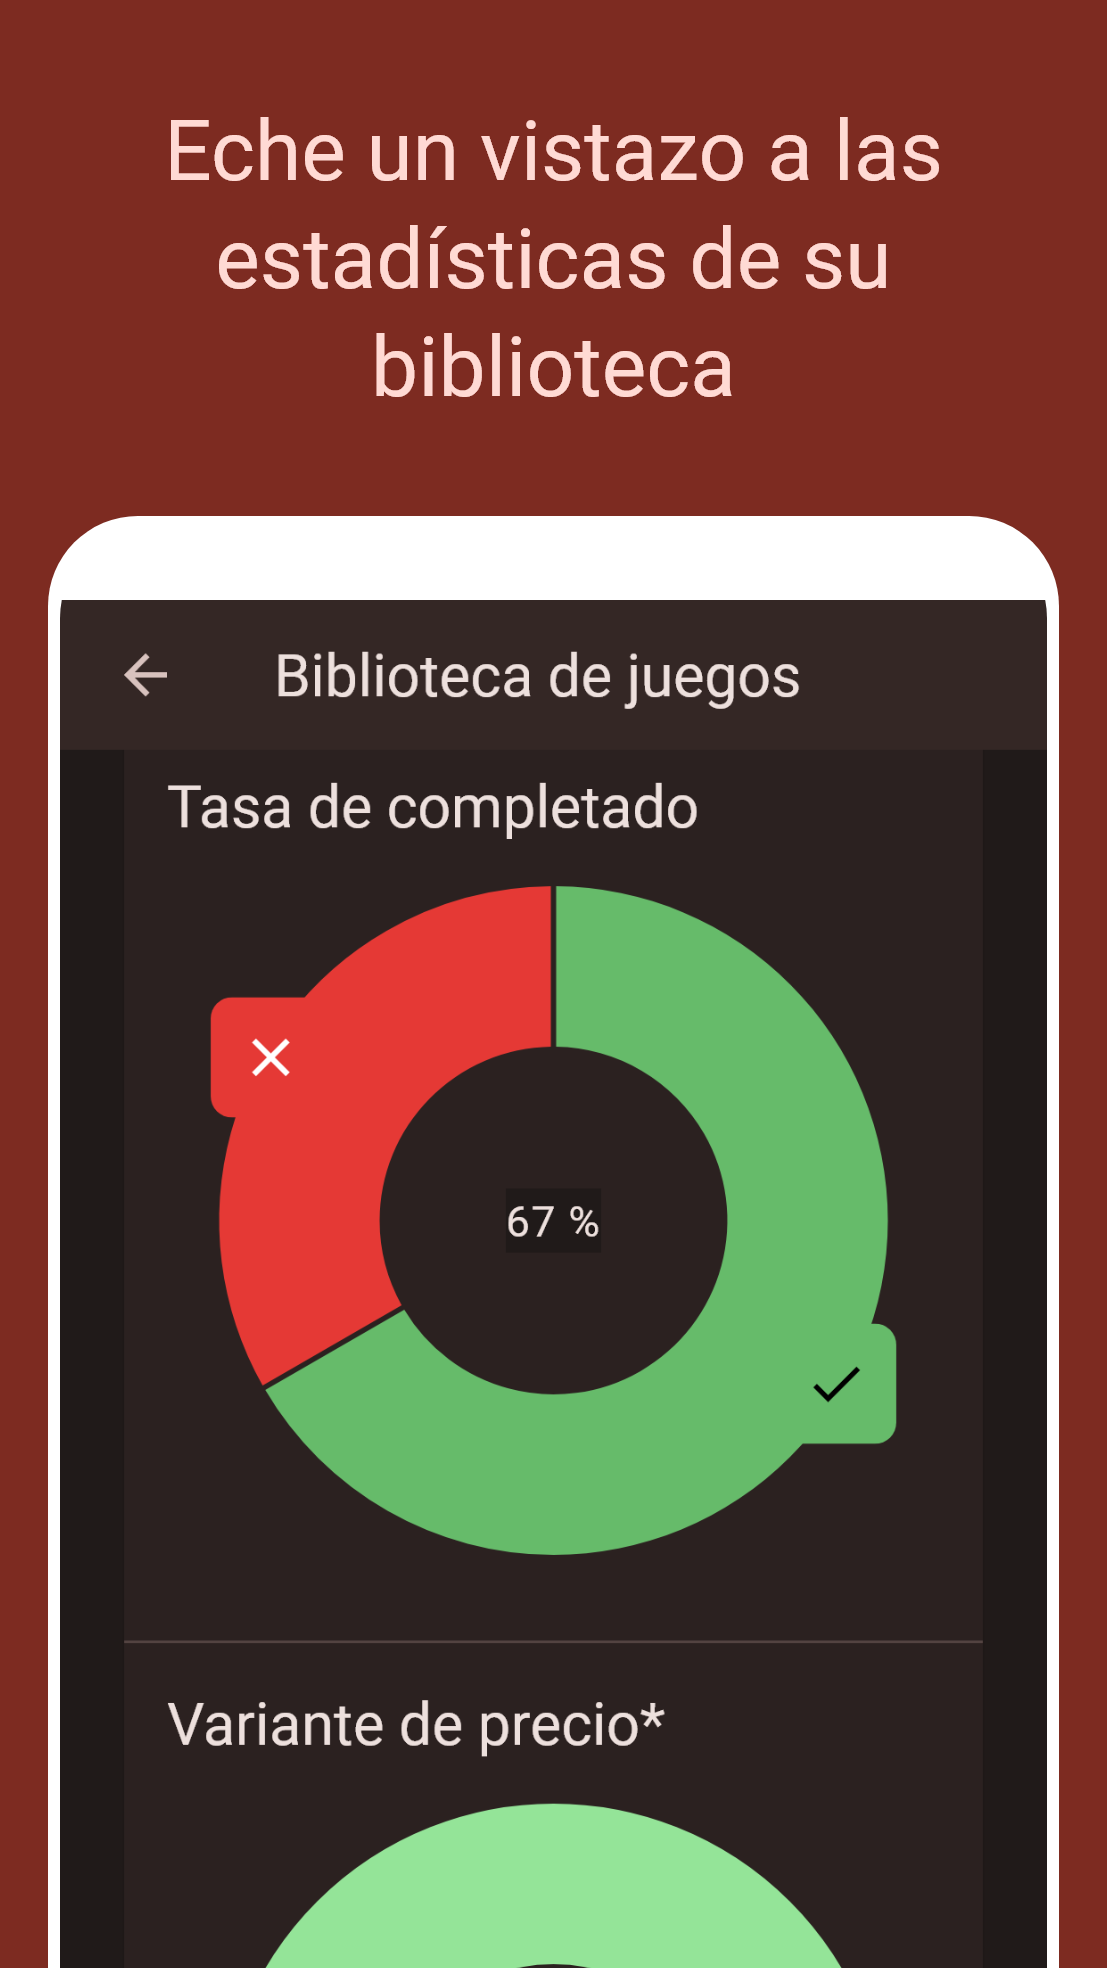 Eche un vistazo a las
estadísticas de su
biblioteca
Biblioteca de juegos
Tasa de completado
67 %
Variante de precio*